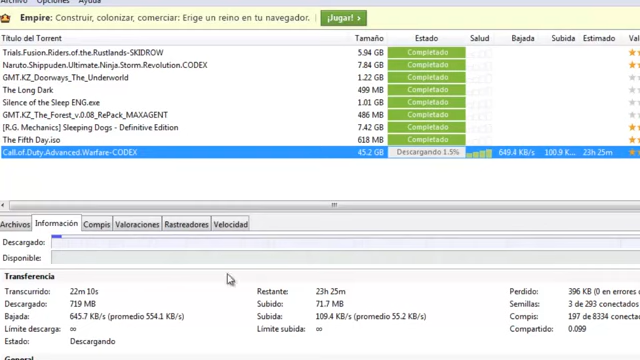 Archivo Opciones Ayuda
Empire: Construir, colonizar, comerciar: Erige un reino en tu navegador. ¡Jugar! >
Título del Torrent Tamaño Estado Salud Bajada Subida Estimado
Trials.Fusion.Riders.of.the.Rustlands-SKIDROW 5.94 GB Completado
Naruto.Shippuden.Ultimate.Ninja.Storm.Revolution.CODEX 7.84 GB Completado
GMT.KZ_Doorways_The_Underworld 1.22 GB Completado
The Long Dark 499 MB Completado
Silence of the Sleep ENG.exe 1.01 GB Completado
GMT.KZ_The_Forest_v.0.08_RePack_MAXAGENT 486 MB Completado
[R.G. Mechanics] Sleeping Dogs - Definitive Edition 7.42 GB Completado
The Fifth Day.iso 618 MB Completado
Call.of.Duty.Advanced.Warfare-CODEX 45.2 GB Descargando 1.5% 649.4 KB/s 100.9 K... 23h 25m
Archivos Información Compis Valoraciones Rastreadores Velocidad
Descargado:
Disponible:
Transferencia
Transcurrido: 22m 10s Restante: 23h 25m Perdido: 396 KB (0 en errores
Descargado: 719 MB Subido: 71.7 MB Semillas: 3 de 293 conecta
Bajada: 645.7 KB/s (promedio 554.1 KB/s) Subida: 109.4 KB/s (promedio 55.2 KB/s) Compis: 197 de 8334 conecta
Límite descarga: ∞ Límite subida: ∞ Compartido: 0.099
Estado: Descargando
General